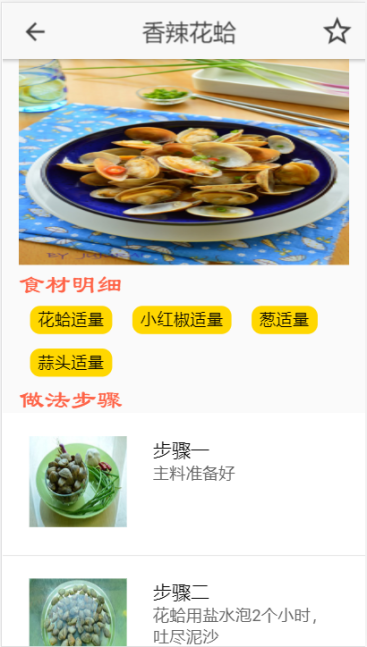 香辣花蛤
食材明细
花蛤适量
小红椒适量
葱适量
蒜头适量
做法步骤
步骤一
主料准备好
步骤二
花蛤用盐水泡2个小时，
吐尽泥沙